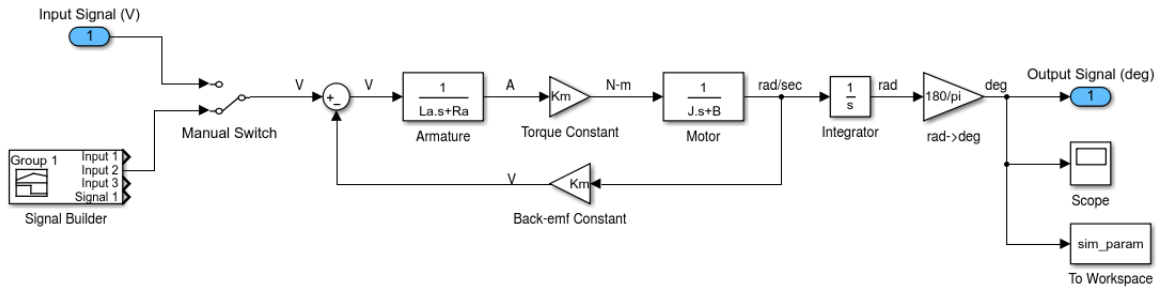 Input Signal (V)
1
V
V
+
_
1
La.s+Ra
Armature
A
Km
Torque Constant
N-m
1
J.s+B
Motor
rad/sec
1
s
Integrator
rad
180/pi
rad->deg
deg
Output Signal (deg)
1
Manual Switch
Group 1
Input 1
Input 2
Input 3
Signal 1
Signal Builder
V
Km
Back-emf Constant
Scope
sim_param
To Workspace